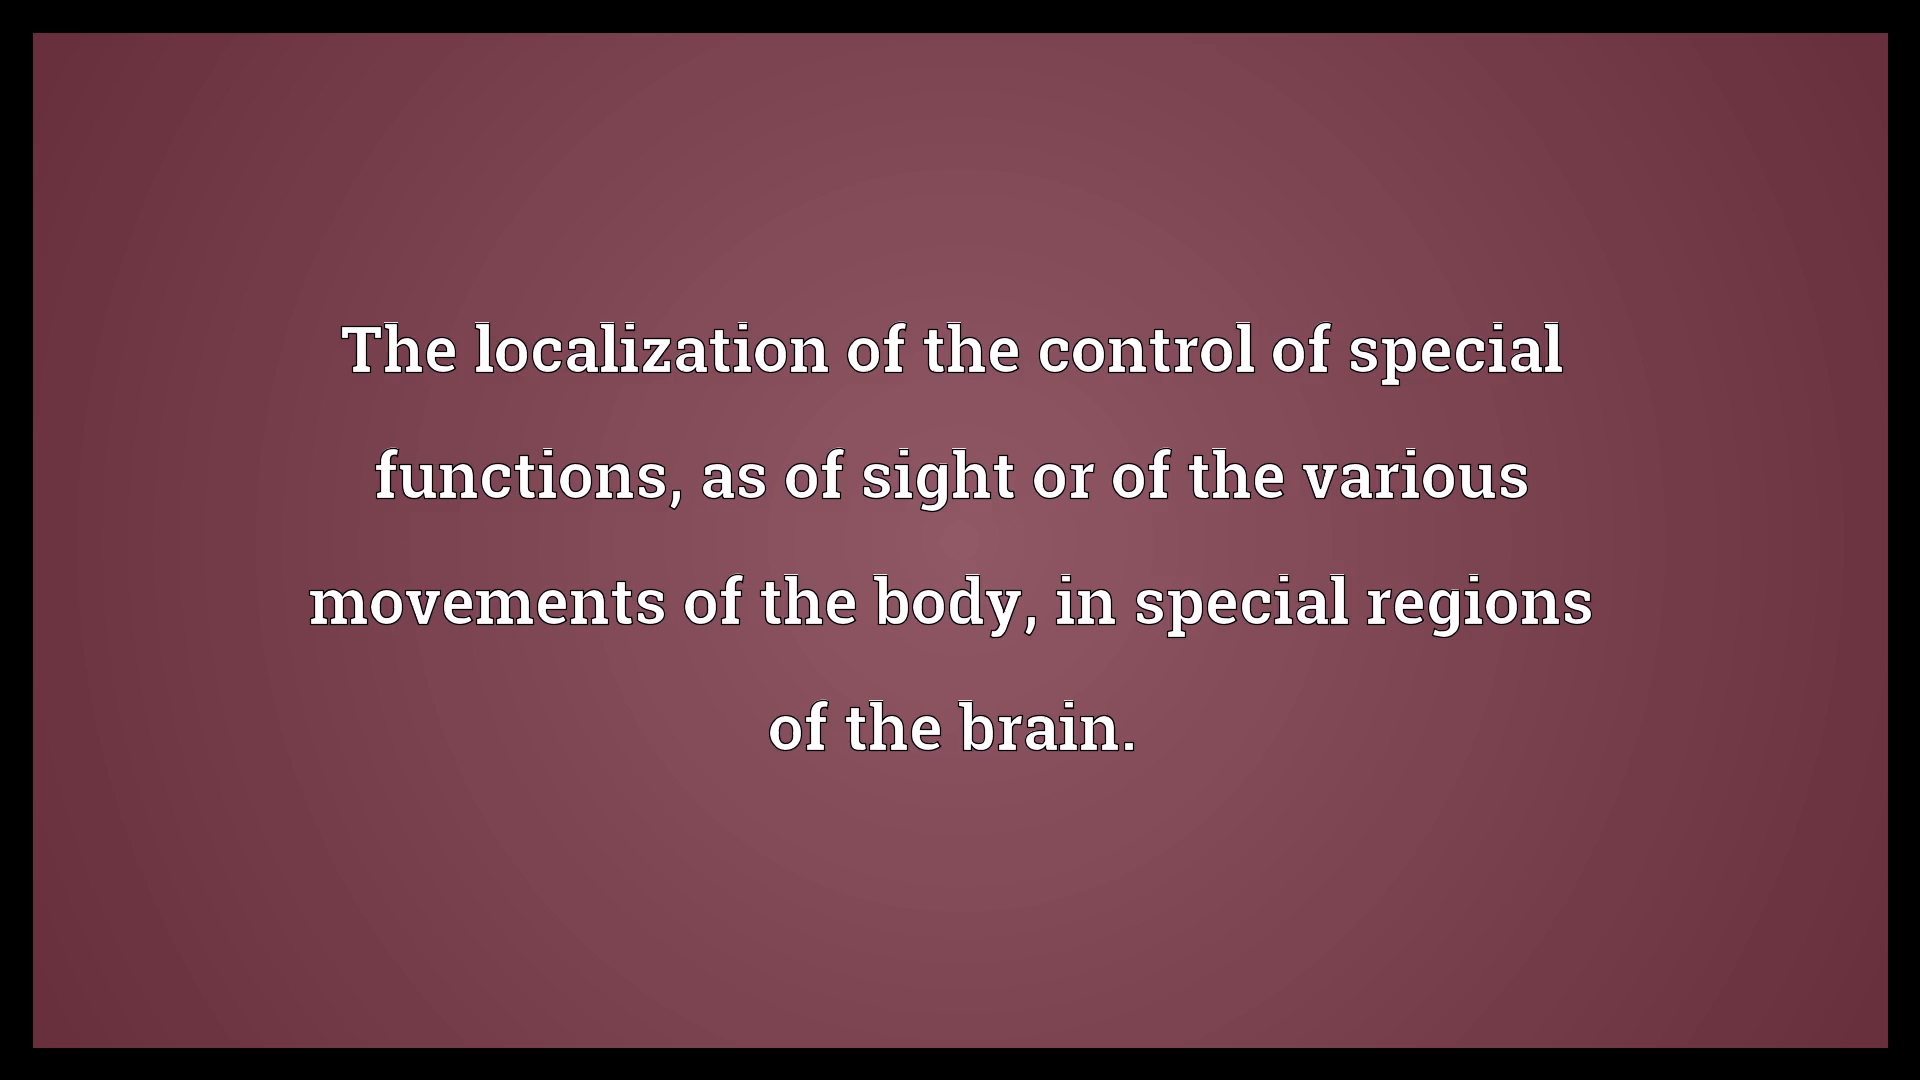 The localization of the control of special
functions, as of sight or of the various
movements of the body, in special regions
of the brain.